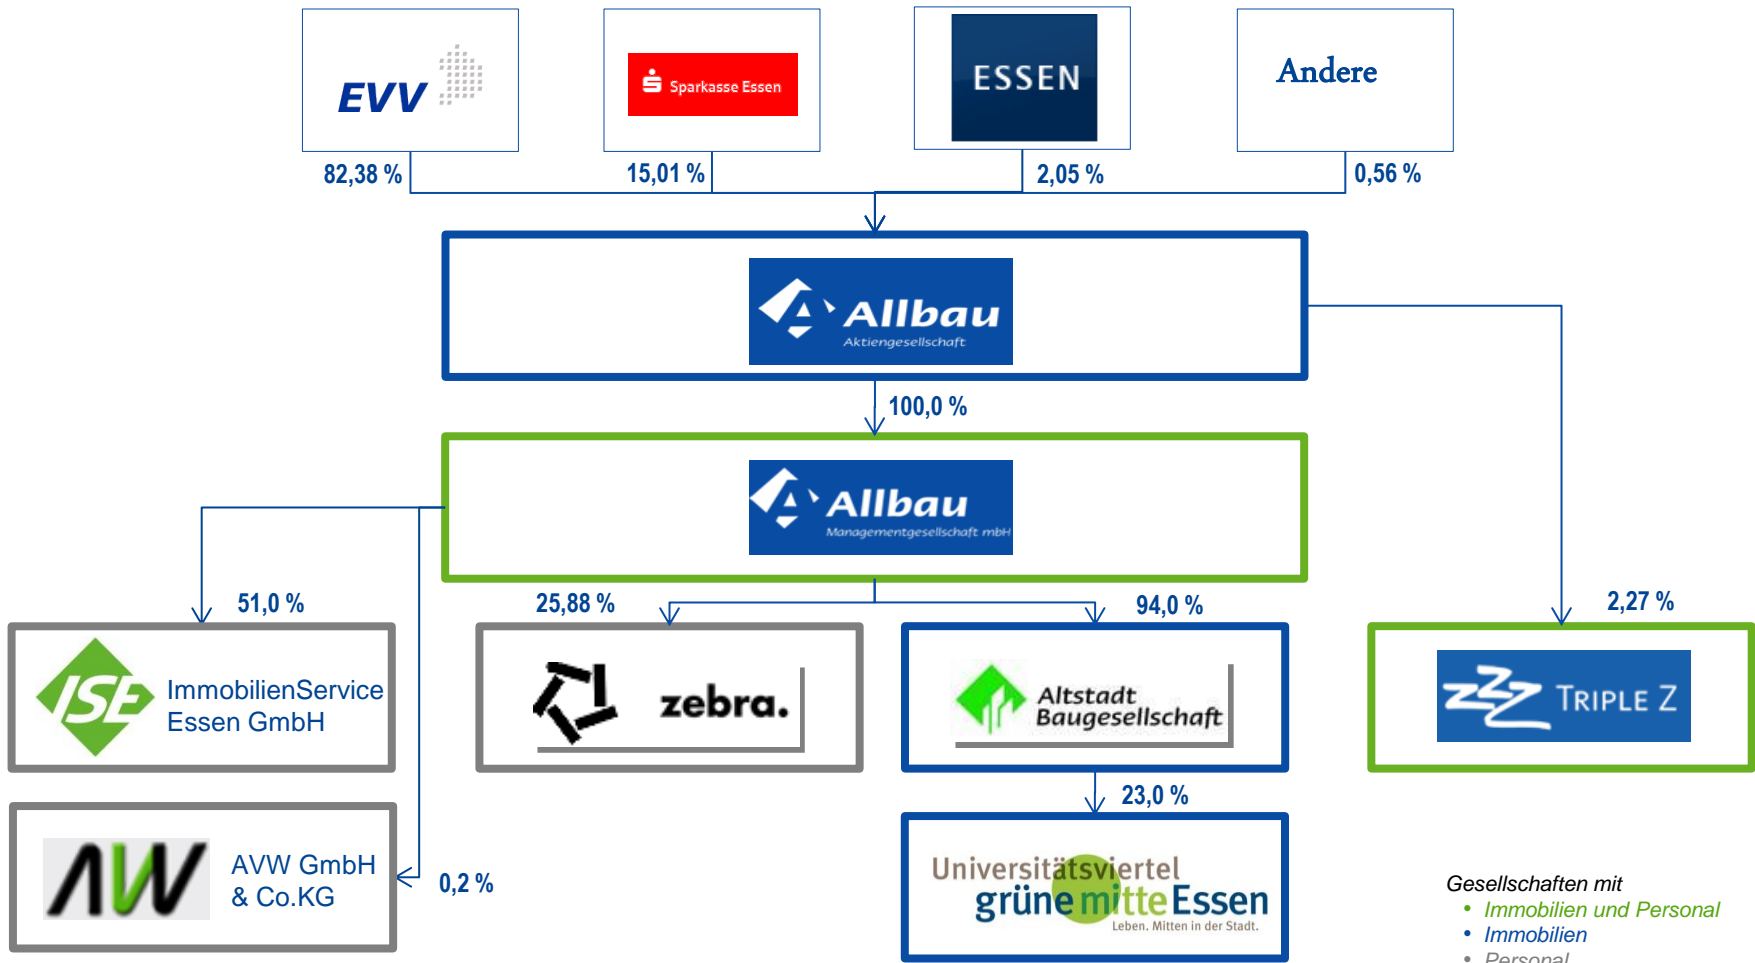 EVV
Sparkasse Essen
ESSEN
Andere
82,38 %
15,01 %
2,05 %
0,56 %
Allbau
Aktiengesellschaft
100,0 %
Allbau
Managementgesellschaft mbH
51,0 %
25,88 %
94,0 %
2,27 %
ISE
ImmobilienService
Essen GmbH
zebra.
Altstadt
Baugesellschaft
TRIPLE Z
23,0 %
AVW
AVW GmbH
& Co.KG
0,2 %
Universitätsviertel
grüne mitte Essen
Leben. Mitten in der Stadt.
Gesellschaften mit
• Immobilien und Personal
• Immobilien
• Personal